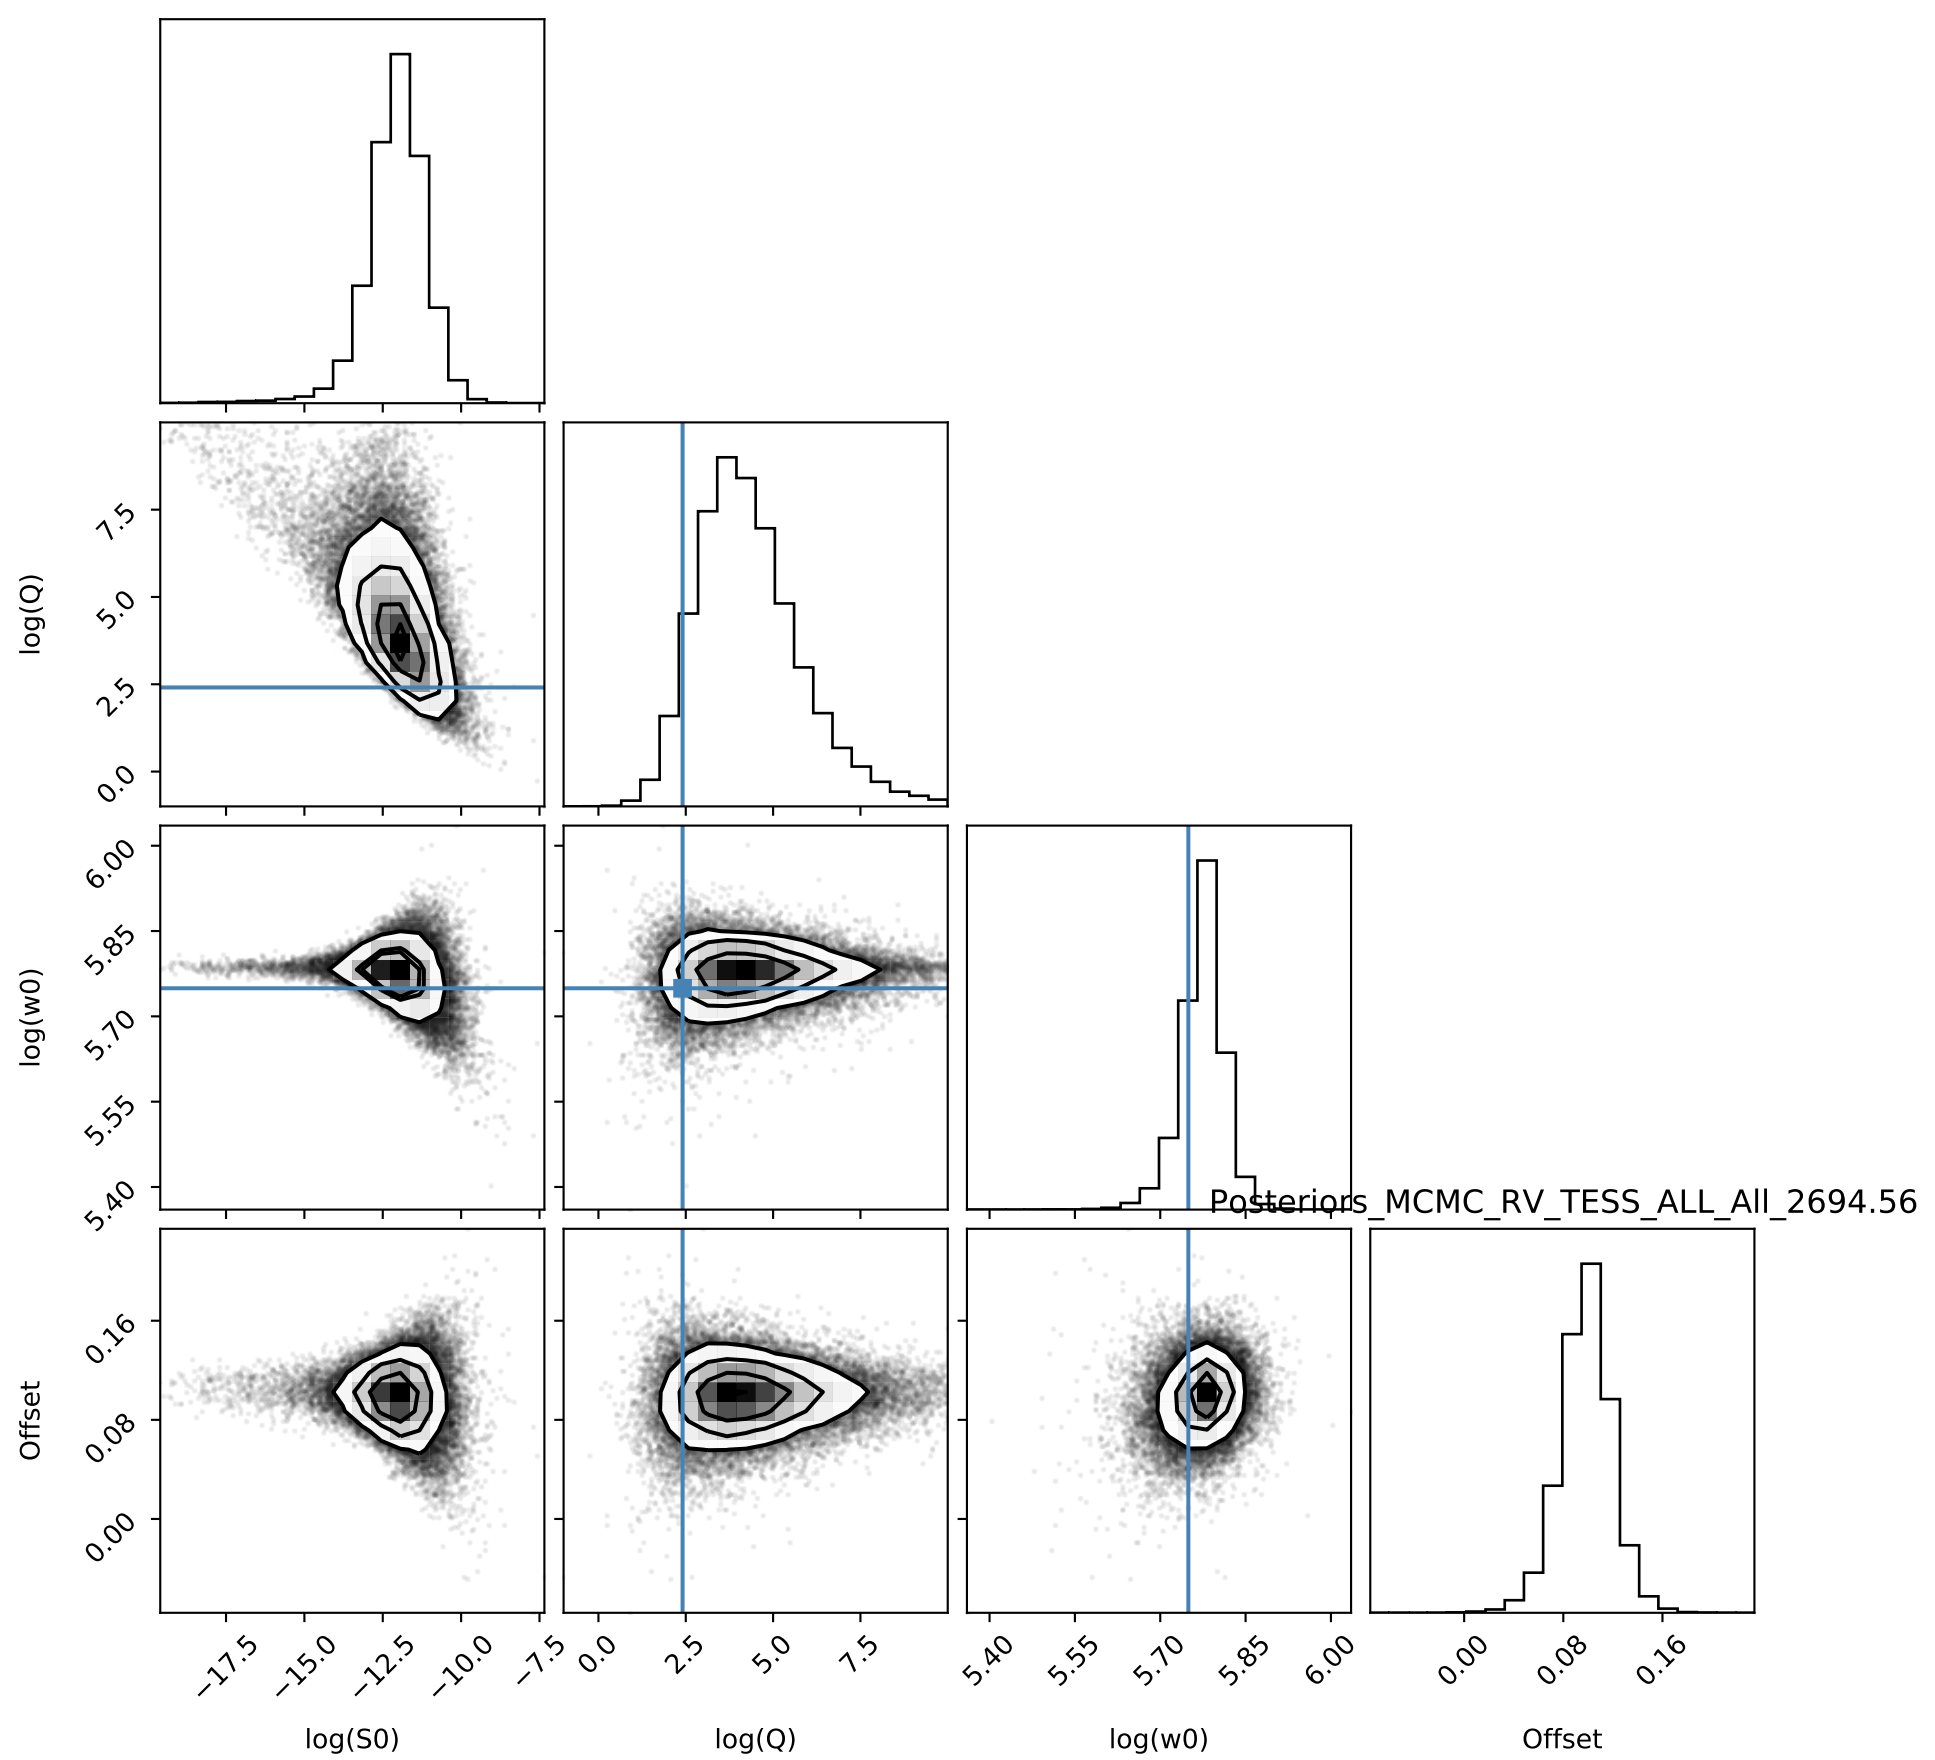 log(Q)
7.5
5.0
2.5
0.0
log(w0)
6.00
5.85
5.70
5.55
5.40
Posteriors_MCMC_RV_TESS_ALL_All_2694.56
Offset
0.16
0.08
0.00
−17.5 −15.0 −12.5 −10.0 −7.5 0.0 2.5 5.0 7.5 5.40 5.55 5.70 5.85 6.00 0.00 0.08 0.16
log(S0) log(Q) log(w0) Offset